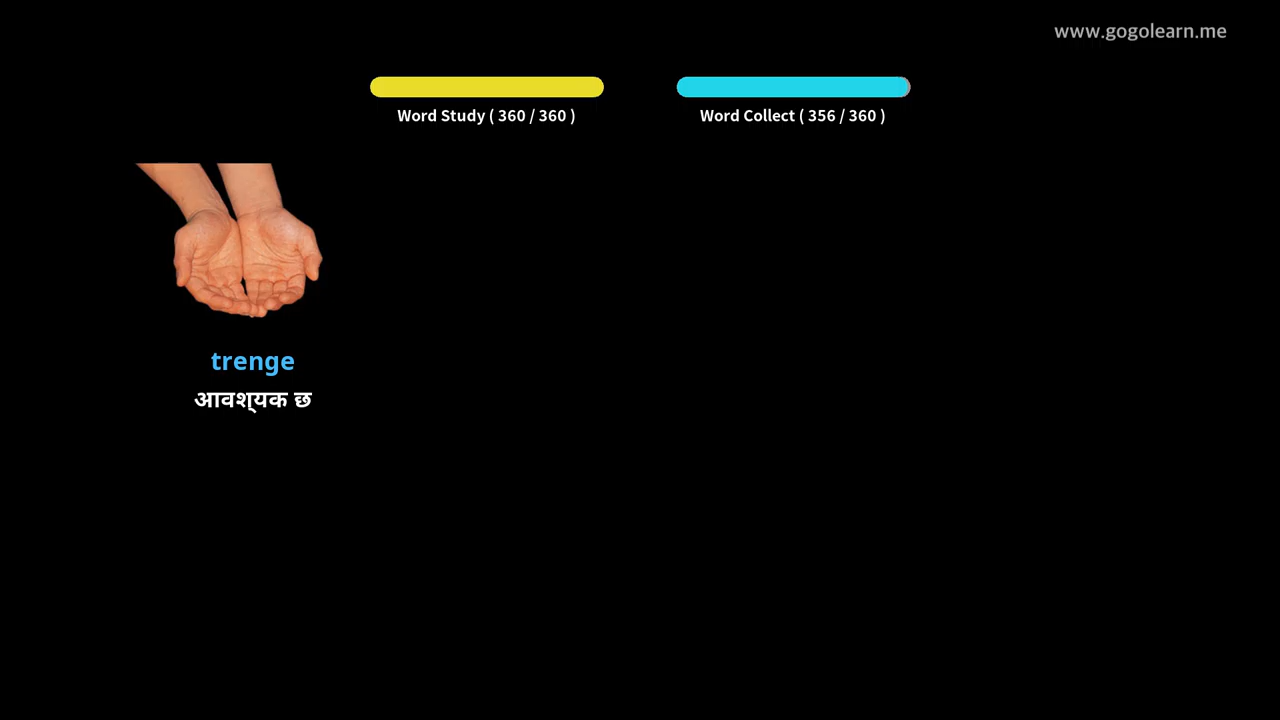 www.gogolearn.me
Word Study ( 360 / 360 )
Word Collect ( 356 / 360 )
trenge
आवश्यक छ